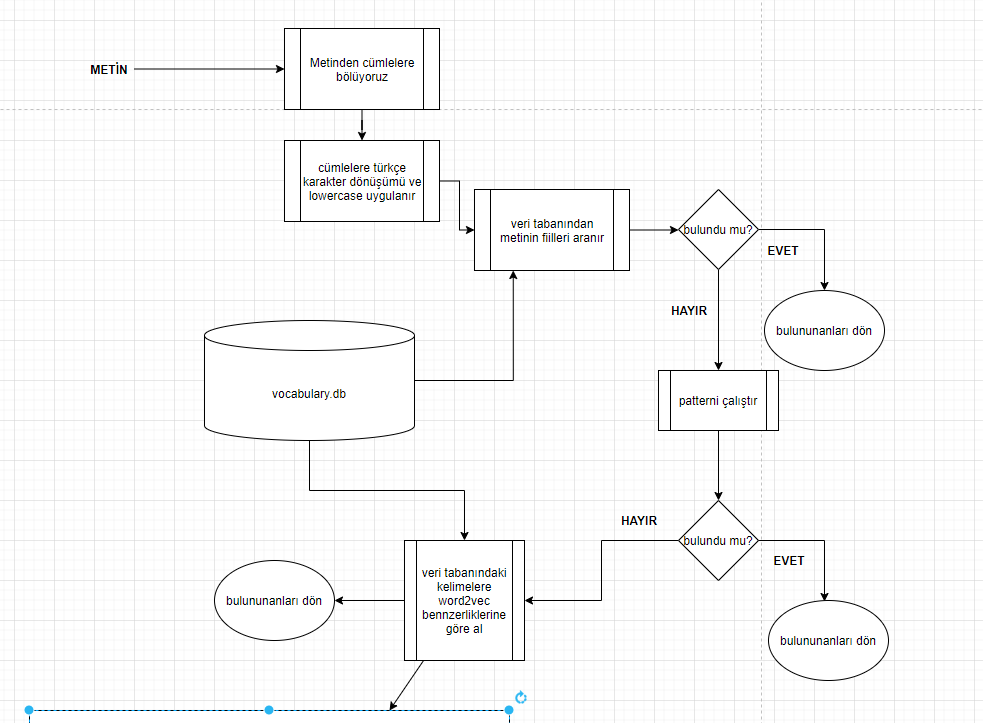 METİN
Metinden cümlelere
bölüyoruz
cümlelere türkçe
karakter dönüşümü ve
lowercase uygulanır
veri tabanından
metinin fiilleri aranır
bulundu mu?
EVET
bulununanları dön
HAYIR
vocabulary.db
patterni çalıştır
HAYIR
bulundu mu?
EVET
bulununanları dön
veri tabanındaki
kelimelere
word2vec
bennzerliklerine
göre al
bulununanları dön